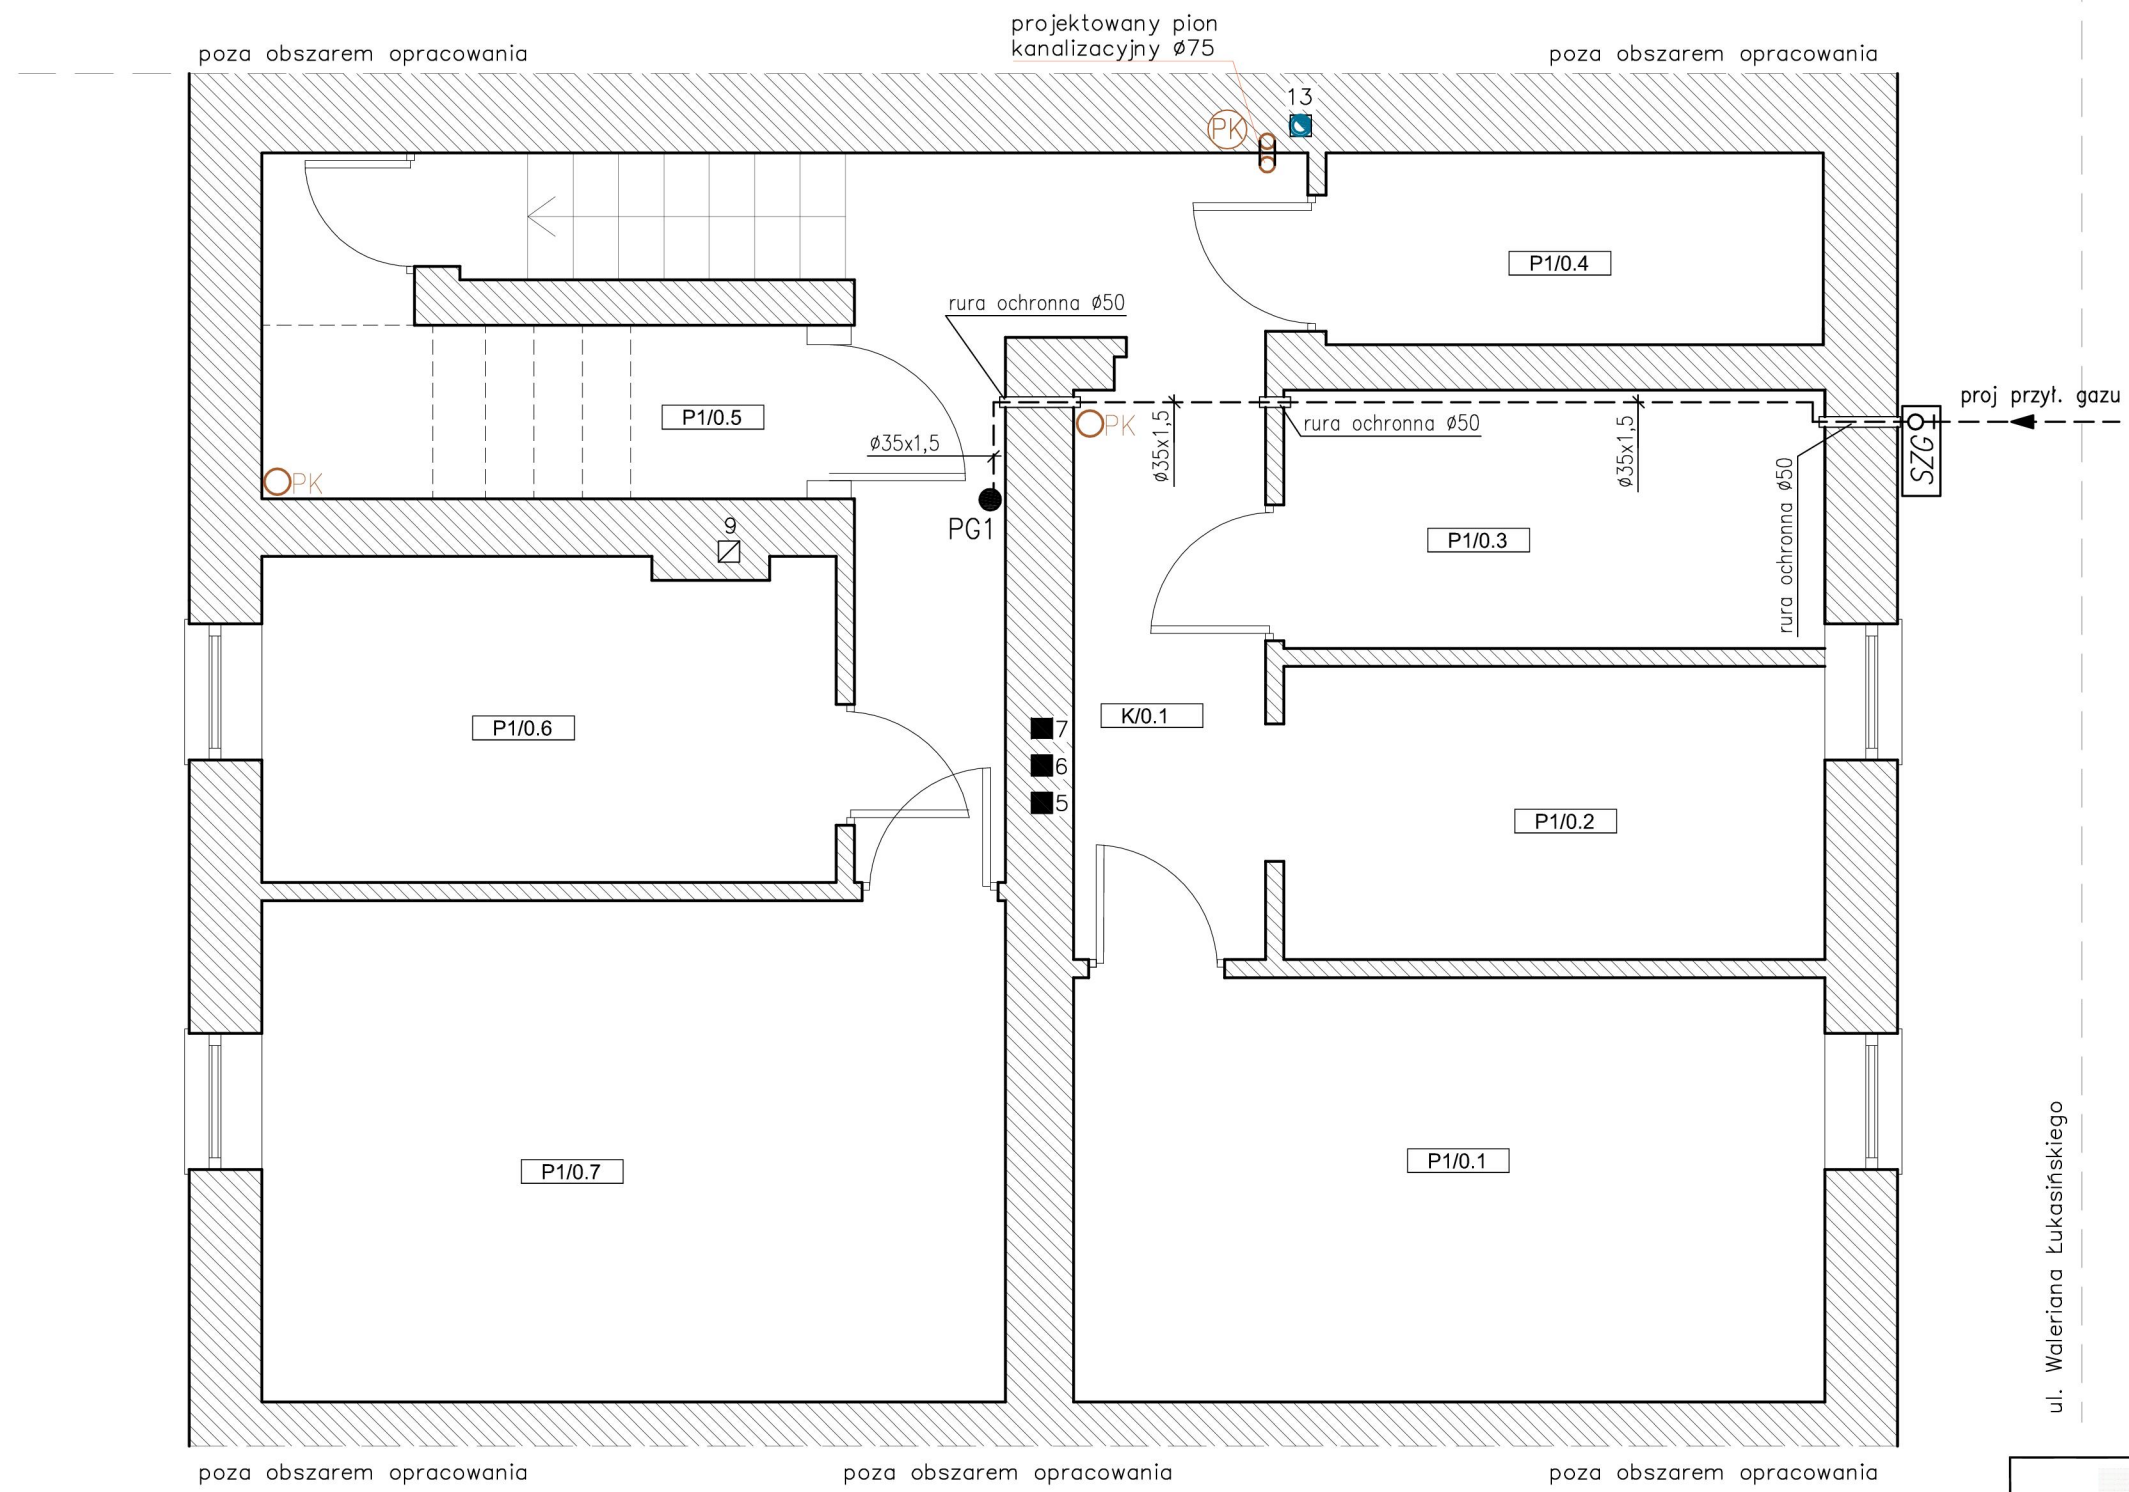 projektowany pion
kanalizacyjny ø75
poza obszarem opracowania
poza obszarem opracowania
13
PK
P1/0.4
rura ochronna ø50
proj przył. gazu
P1/0.5
PK
rura ochronna ø50
ø35x1,5
ø35x1,5
ø35x1,5
SZG
PK
rura ochronna ø50
9
PG1
P1/0.3
K/0.1
P1/0.6
7
6
5
P1/0.2
P1/0.1
P1/0.7
ul. Waleriana Łukasińskiego
poza obszarem opracowania
poza obszarem opracowania
poza obszarem opracowania